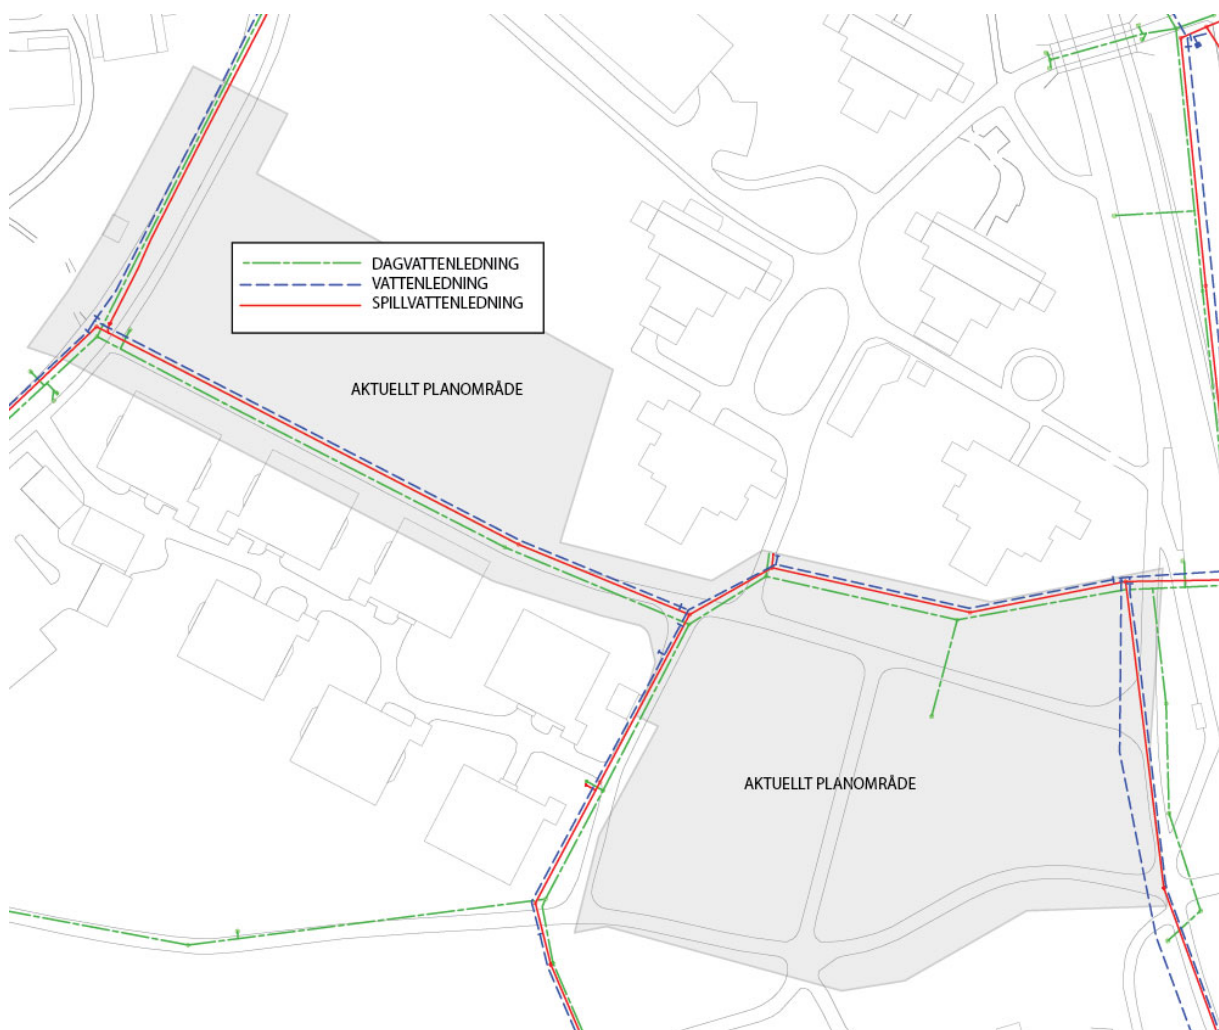 DAGVATTENLEDNING
VATTENLEDNING
SPILLVATTENLEDNING
AKTUELLT PLANOMRÅDE
AKTUELLT PLANOMRÅDE